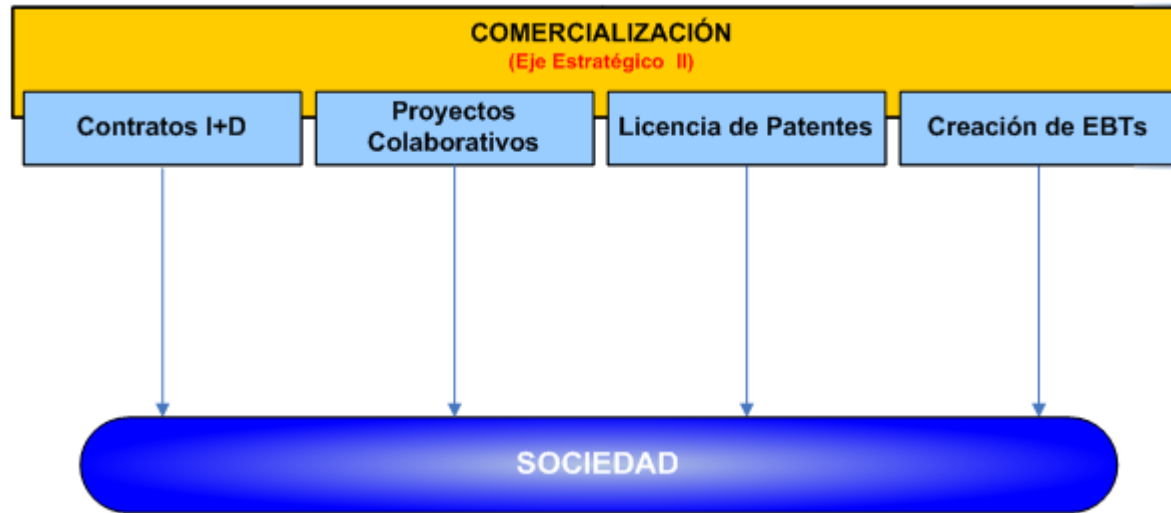 COMERCIALIZACIÓN
(Eje Estratégico II)
Contratos I+D
Proyectos
Colaborativos
Licencia de Patentes
Creación de EBTs
SOCIEDAD